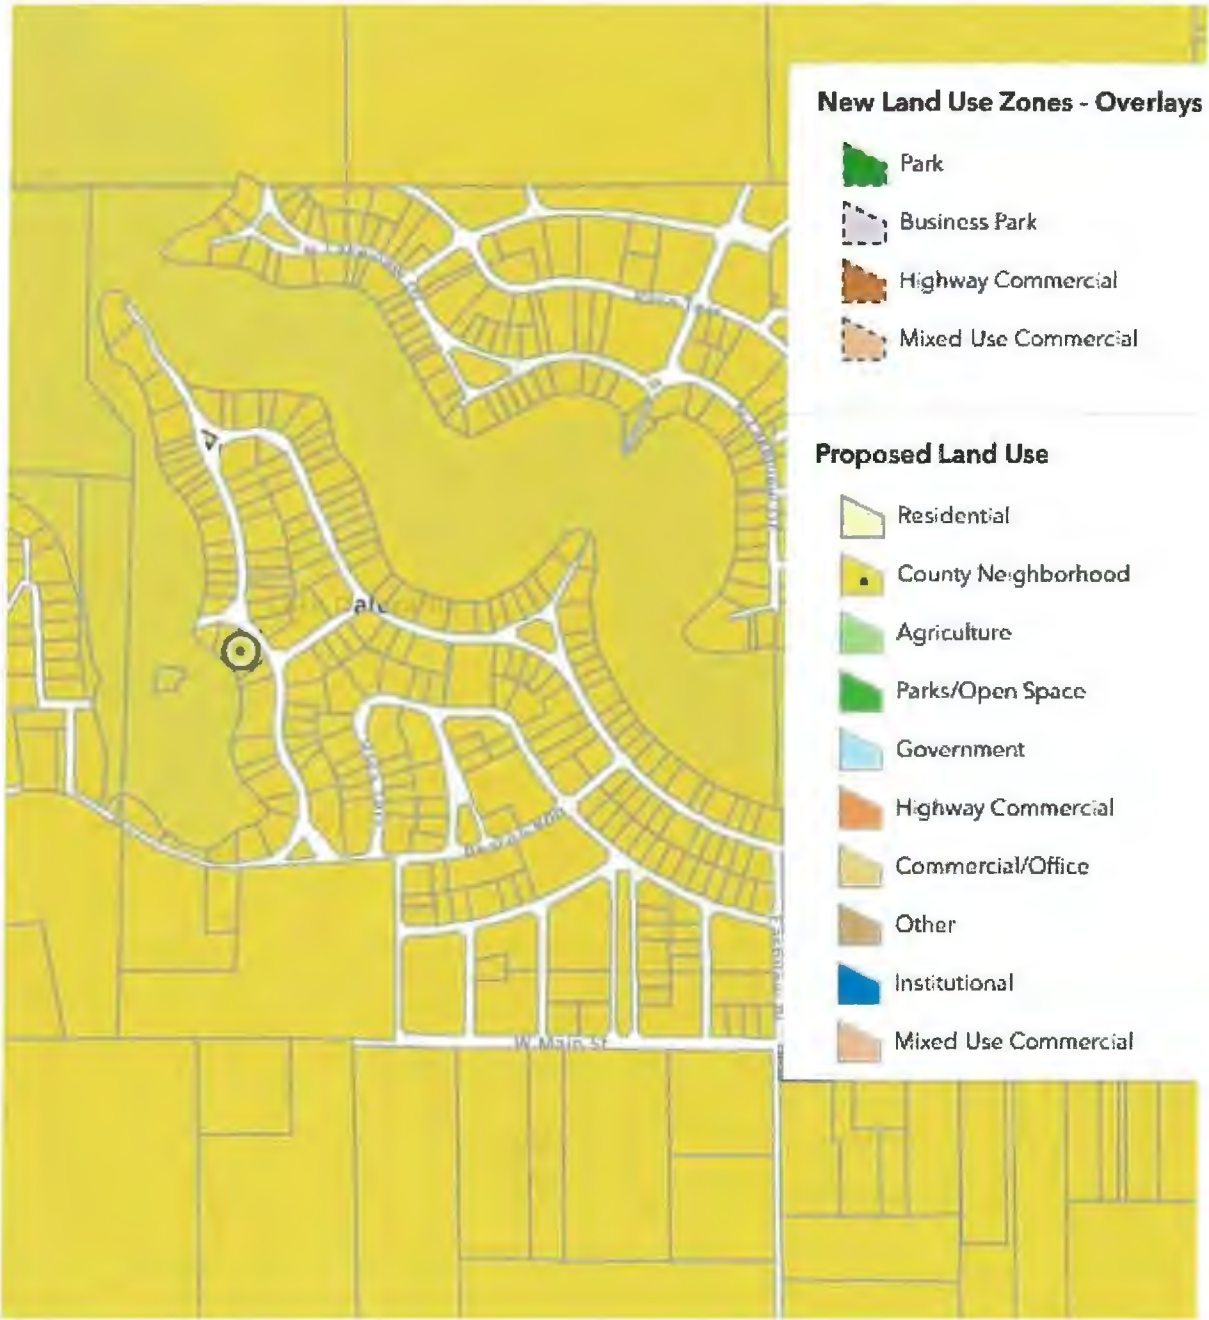 New Land Use Zones - Overlays
Park
Business Park
Highway Commercial
Mixed Use Commercial
Proposed Land Use
Residential
County Neighborhood
Agriculture
Parks/Open Space
Government
Highway Commercial
Commercial/Office
Other
Institutional
Mixed Use Commercial
W Main St